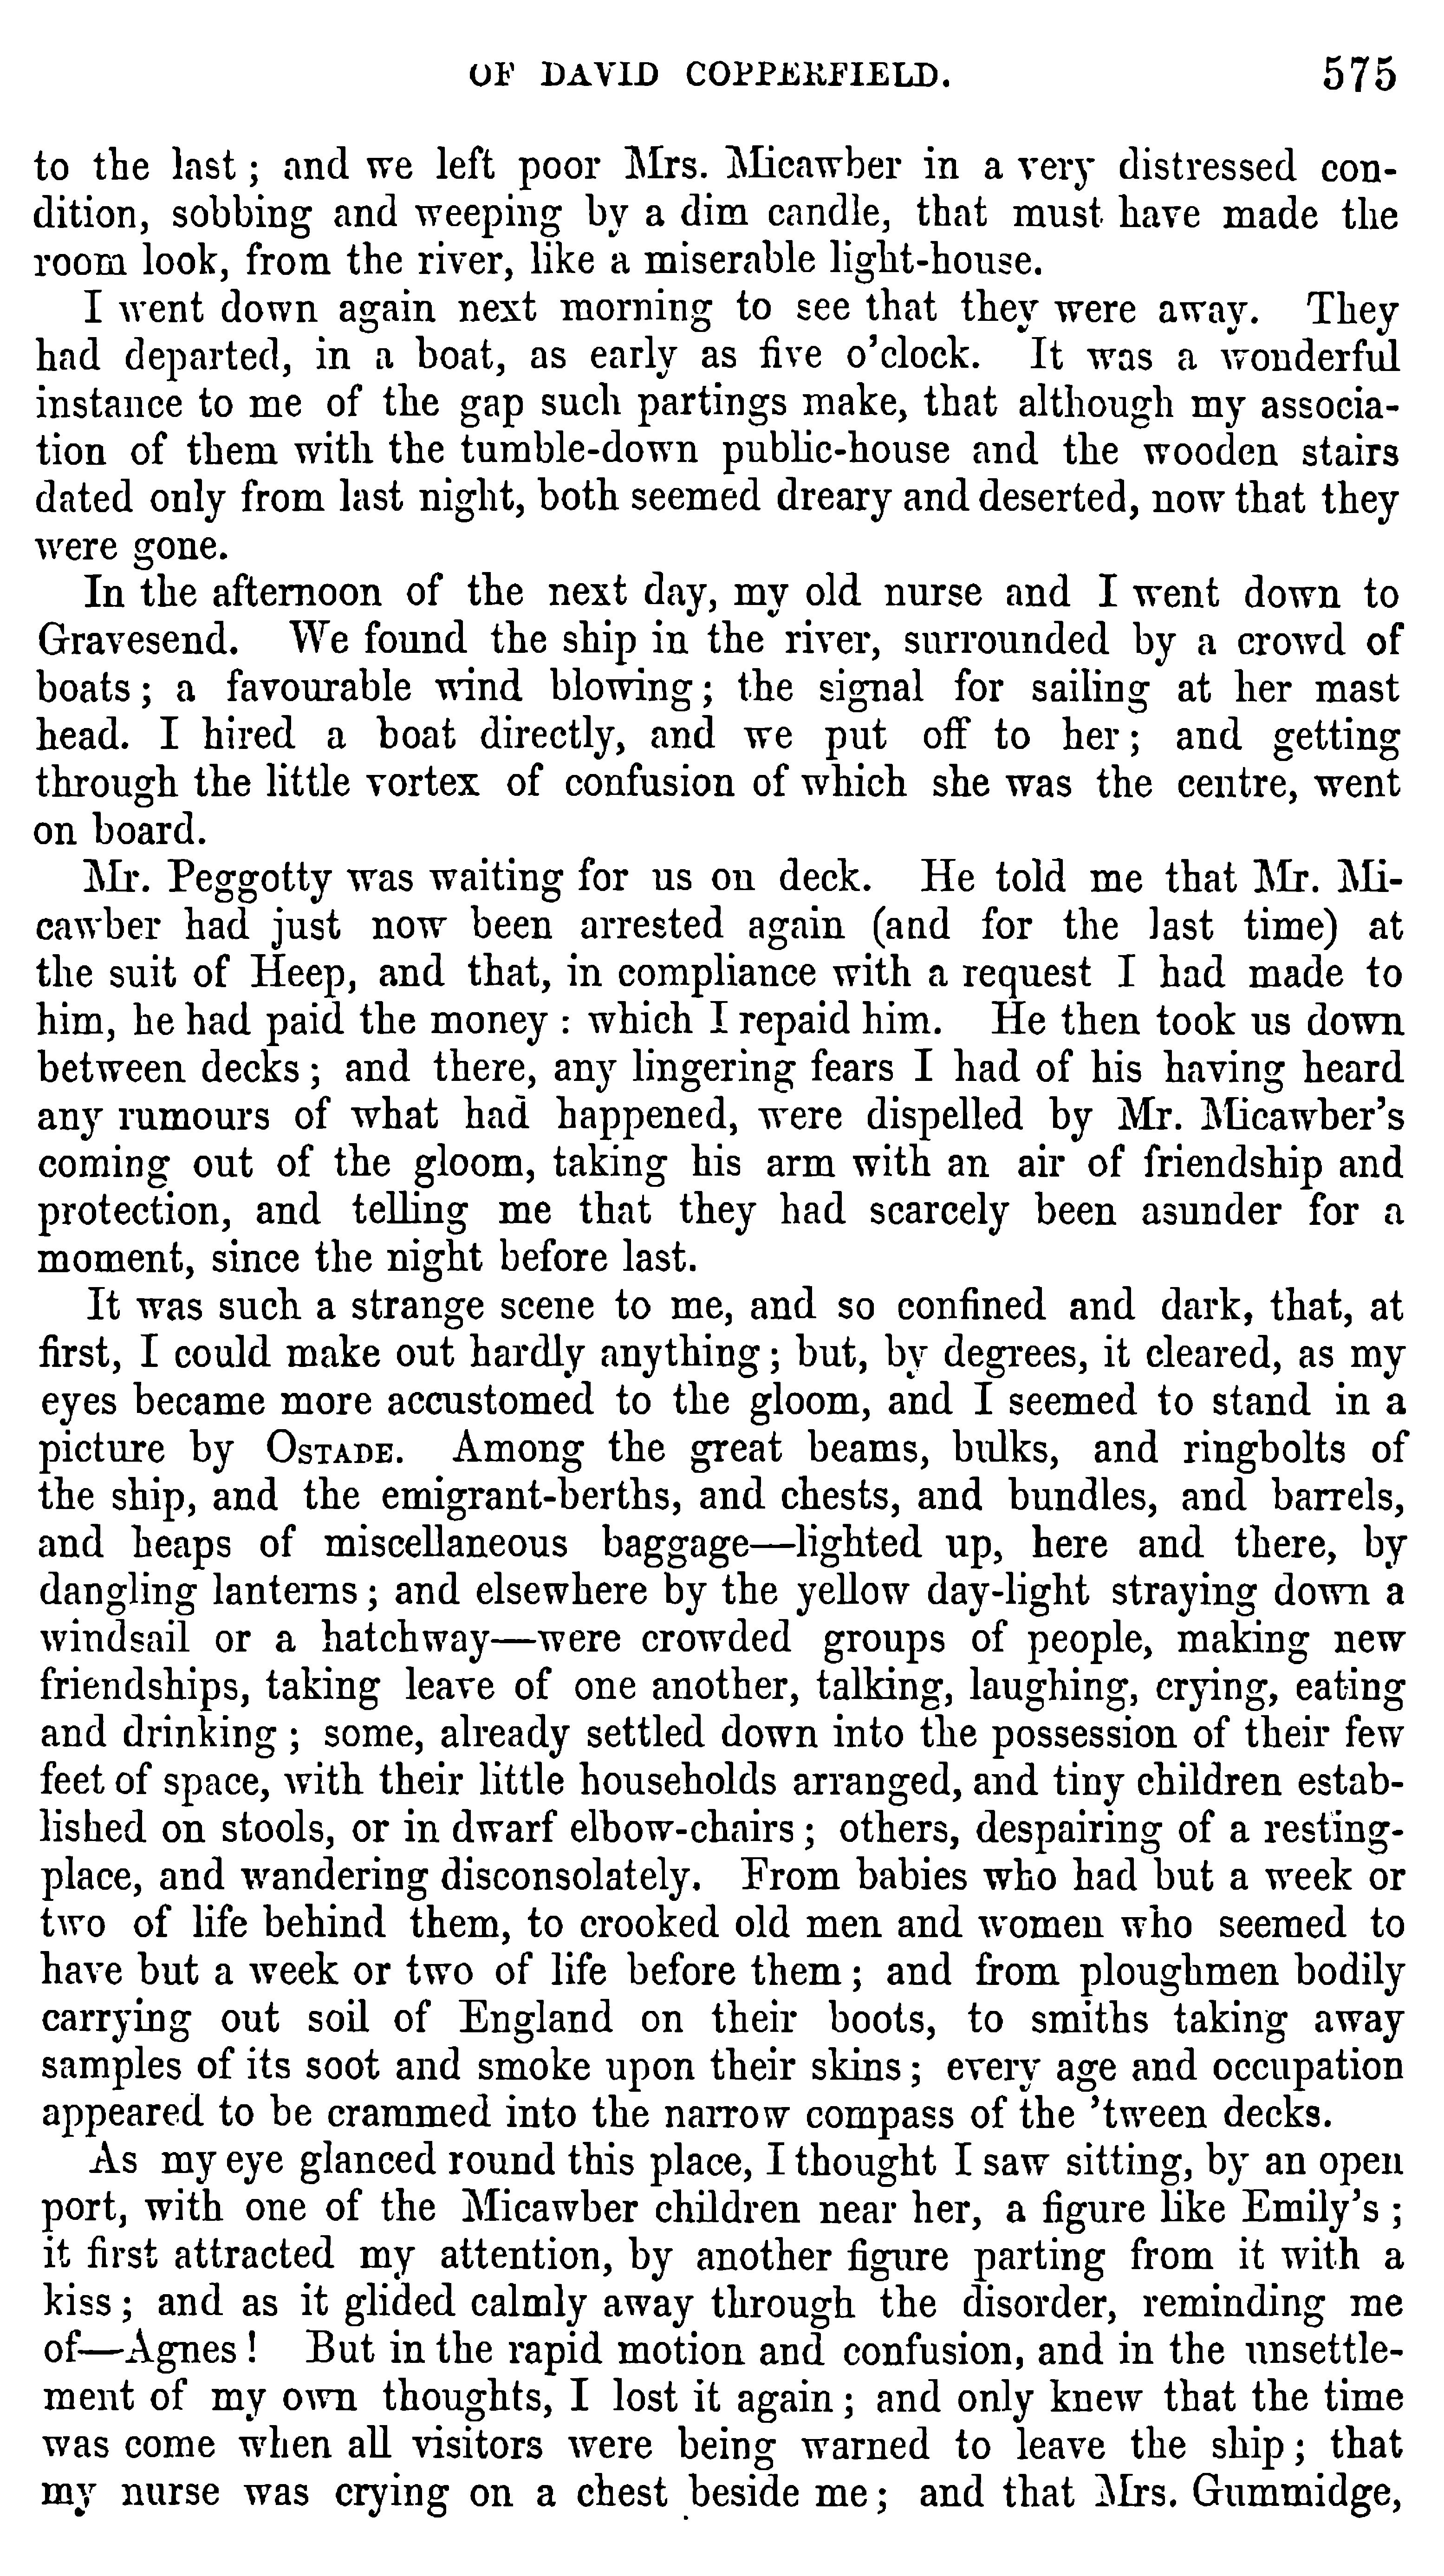 OF DAVID COPPERFIELD. 575
to the last; and we left poor Mrs. Micawber in a very distressed con-
dition, sobbing and weeping by a dim candle, that must have made the
room look, from the river, like a miserable light-house.
I went down again next morning to see that they were away. They
had departed, in a boat, as early as five o'clock. It was a wonderful
instance to me of the gap such partings make, that although my associa-
tion of them with the tumble-down public-house and the wooden stairs
dated only from last night, both seemed dreary and deserted, now that they
were gone.
In the afternoon of the next day, my old nurse and I went down to
Gravesend. We found the ship in the river, surrounded by a crowd of
boats; a favourable wind blowing; the signal for sailing at her mast
head. I hired a boat directly, and we put off to her; and getting
through the little vortex of confusion of which she was the centre, went
on board.
Mr. Peggotty was waiting for us on deck. He told me that Mr. Mi-
cawber had just now been arrested again (and for the last time) at
the suit of Heep, and that, in compliance with a request I had made to
him, he had paid the money: which I repaid him. He then took us down
between decks; and there, any lingering fears I had of his having heard
any rumours of what had happened, were dispelled by Mr. Micawber's
coming out of the gloom, taking his arm with an air of friendship and
protection, and telling me that they had scarcely been asunder for a
moment, since the night before last.
It was such a strange scene to me, and so confined and dark, that, at
first, I could make out hardly anything; but, by degrees, it cleared, as my
eyes became more accustomed to the gloom, and I seemed to stand in a
picture by OSTADE. Among the great beams, bulks, and ringbolts of
the ship, and the emigrant-berths, and chests, and bundles, and barrels,
and heaps of miscellaneous baggage—lighted up, here and there, by
dangling lanterns; and elsewhere by the yellow day-light straying down a
windsail or a hatchway—were crowded groups of people, making new
friendships, taking leave of one another, talking, laughing, crying, eating
and drinking; some, already settled down into the possession of their few
feet of space, with their little households arranged, and tiny children estab-
lished on stools, or in dwarf elbow-chairs; others, despairing of a resting-
place, and wandering disconsolately. From babies who had but a week or
two of life behind them, to crooked old men and women who seemed to
have but a week or two of life before them; and from ploughmen bodily
carrying out soil of England on their boots, to smiths taking away
samples of its soot and smoke upon their skins; every age and occupation
appeared to be crammed into the narrow compass of the 'tween decks.
As my eye glanced round this place, I thought I saw sitting, by an open
port, with one of the Micawber children near her, a figure like Emily's;
it first attracted my attention, by another figure parting from it with a
kiss; and as it glided calmly away through the disorder, reminding me
of—Agnes! But in the rapid motion and confusion, and in the unsettle-
ment of my own thoughts, I lost it again; and only knew that the time
was come when all visitors were being warned to leave the ship; that
my nurse was crying on a chest beside me; and that Mrs. Gummidge,